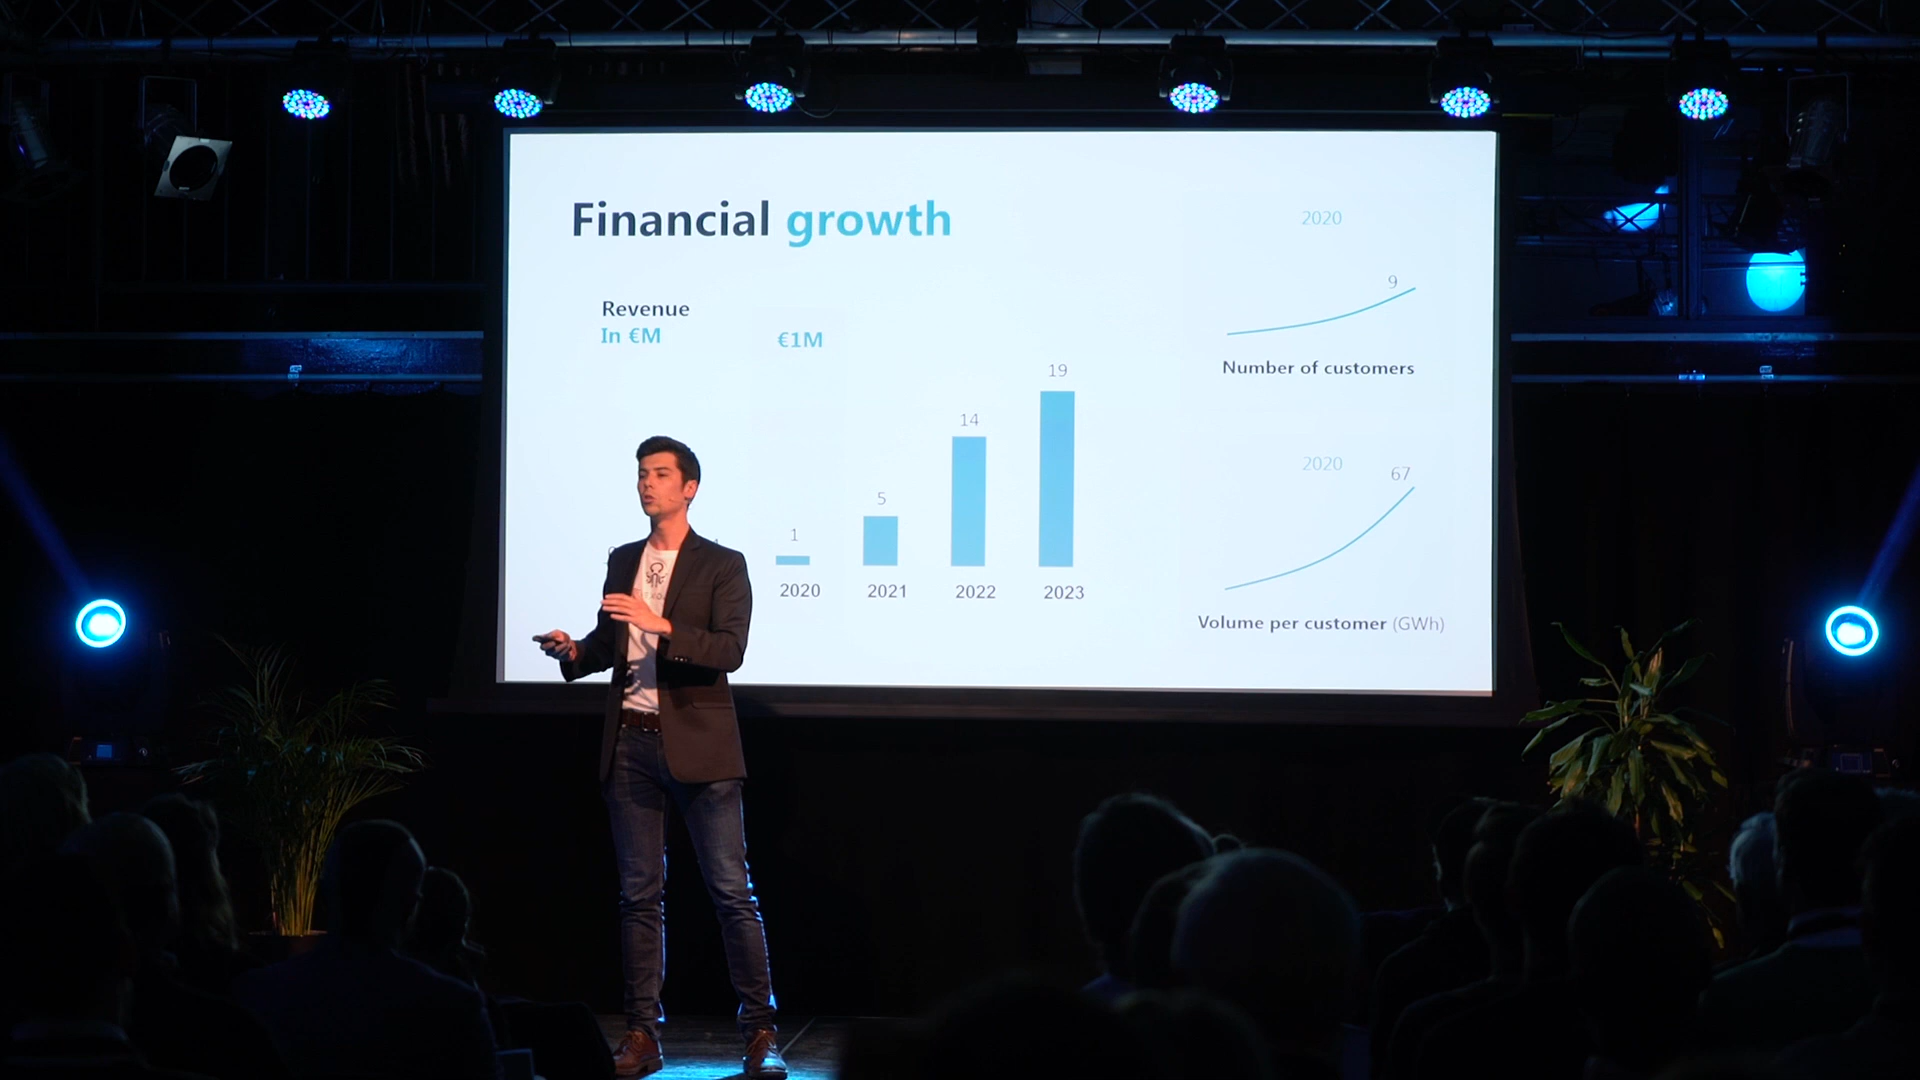 Financial growth
Revenue
In €M
€1M
1
5
14
19
2020
2021
2022
2023
2020
9
Number of customers
2020
67
Volume per customer (GWh)